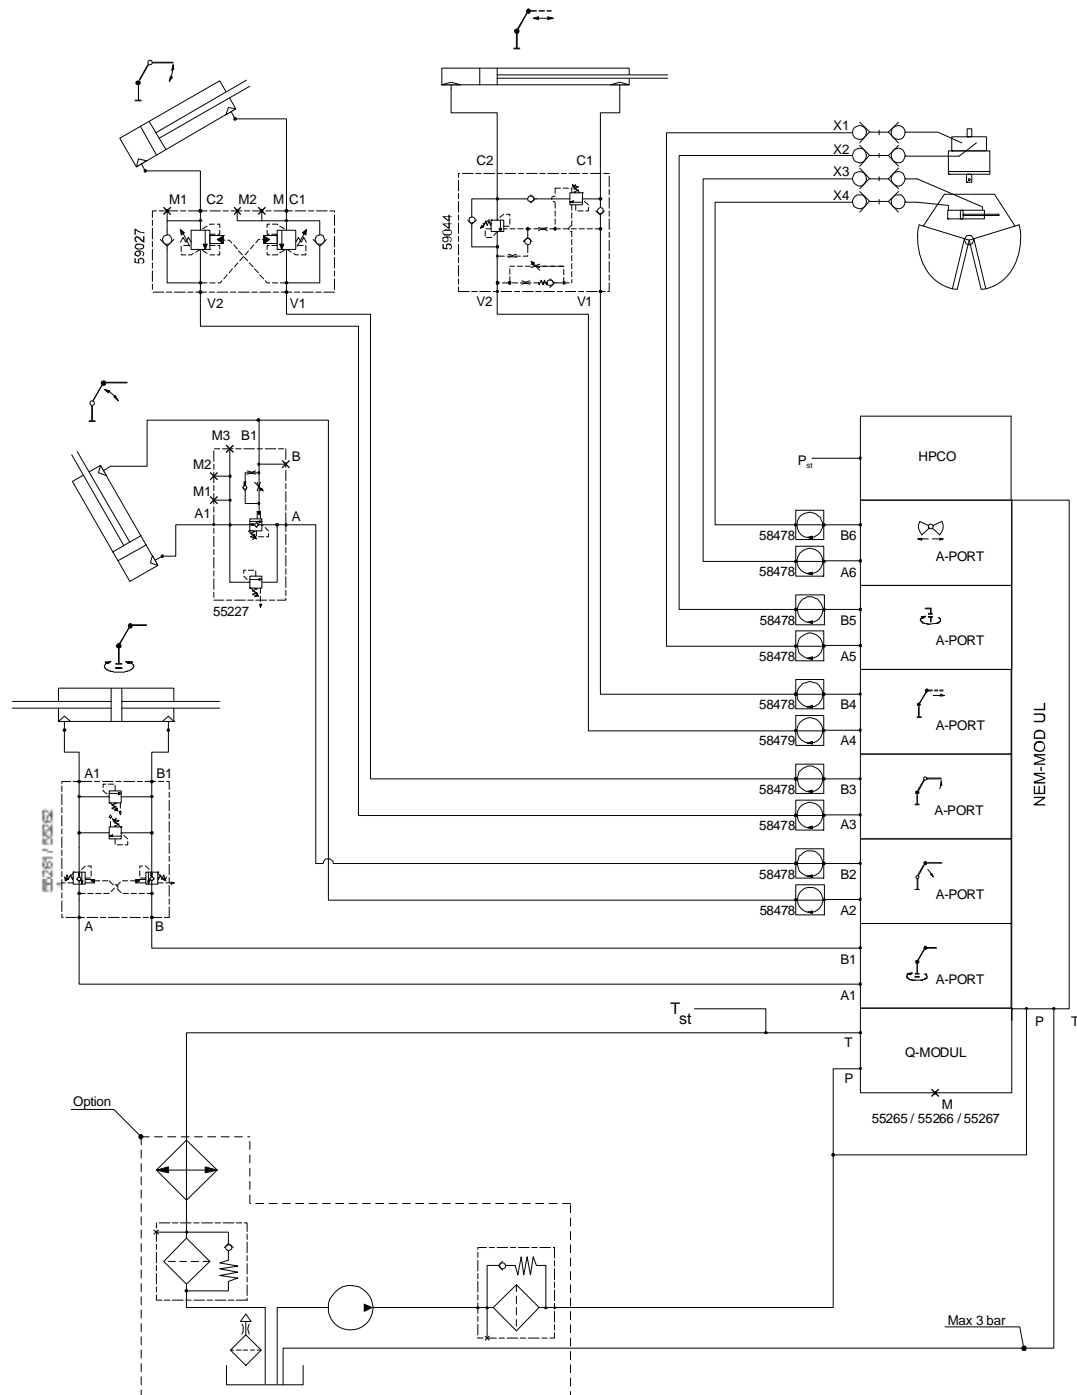 X1
X2
X3
X4
C2 C1
59044
V2 V1
M1 C2 M2 M C1
59027
V2 V1
M3 B1
B
M2
M1
A1 A
55227
A1 B1
55261 / 55262
A B
P st
HPCO
58478 B6
A-PORT
58478 A6
58478 B5
A-PORT
58478 A5
58478 B4
A-PORT
58479 A4
58478 B3
A-PORT
58478 A3
58478 B2
A-PORT
58478 A2
B1
A-PORT
A1
NEM-MOD UL
T st
P T
T
Q-MODUL
P
M
55265 / 55266 / 55267
Option
Max 3 bar